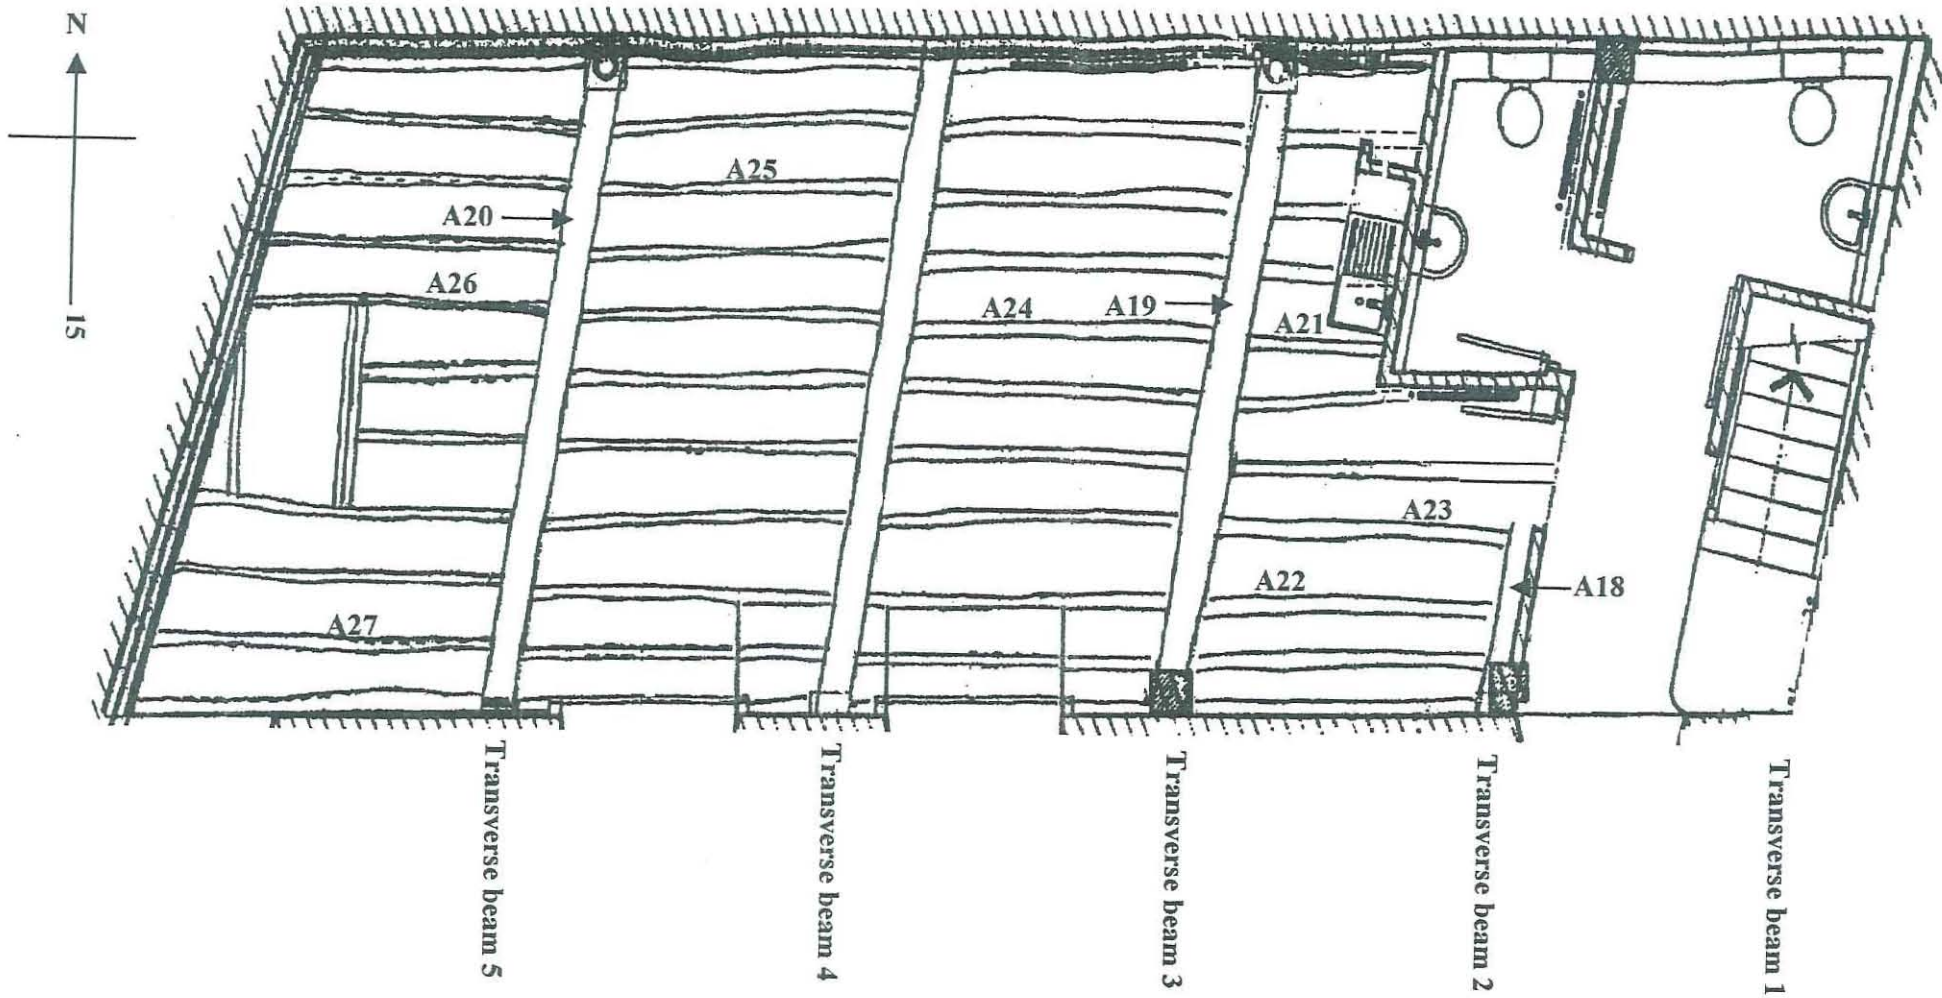 N
15
A25
A20
A26
A24
A19
A21
A23
A22
A18
A27
Transverse beam 5
Transverse beam 4
Transverse beam 3
Transverse beam 2
Transverse beam 1